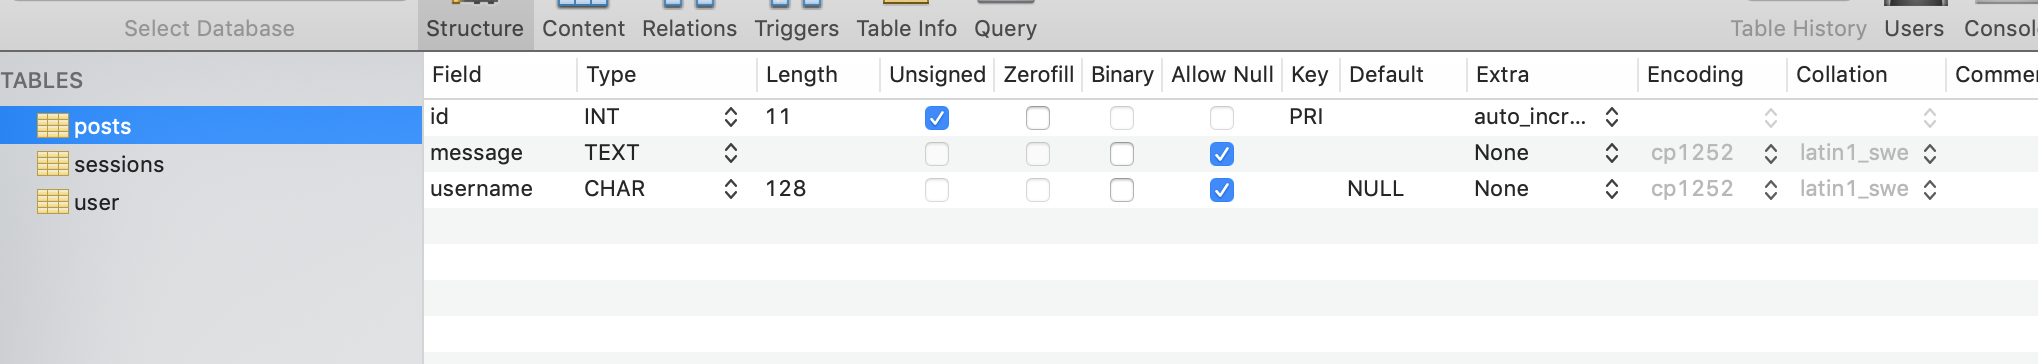 Select Database Structure Content Relations Triggers Table Info Query Table History Users Consol
TABLES
posts
sessions
user
Field Type Length Unsigned Zerofill Binary Allow Null Key Default Extra Encoding Collation Comme
id INT 11 PRI auto_incr...
message TEXT None cp1252 latin1_swe
username CHAR 128 NULL None cp1252 latin1_swe